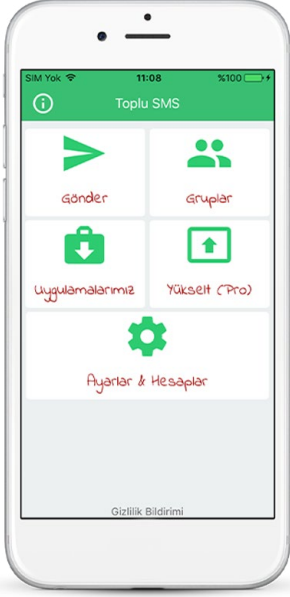 SIM Yok
11:08
%100
Toplu SMS
Gönder
Gruplar
Uygulamalarımız
Yükselt (Pro)
Ayarlar & Hesaplar
Gizlilik Bildirimi